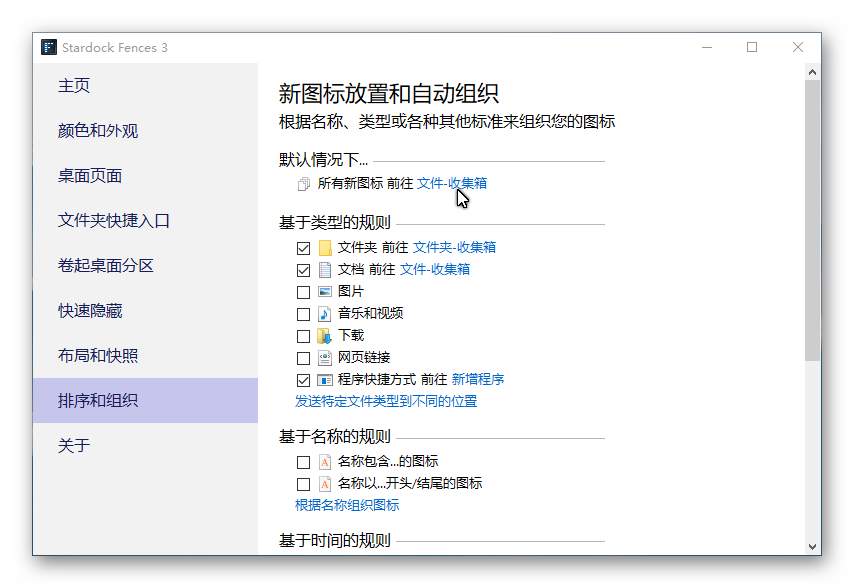 Stardock Fences 3
主页
颜色和外观
桌面页面
文件夹快捷入口
卷起桌面分区
快速隐藏
布局和快照
排序和组织
关于
新图标放置和自动组织
根据名称、类型或各种其他标准来组织您的图标
默认情况下...
所有新图标 前往 文件-收集箱
基于类型的规则
文件夹 前往 文件夹-收集箱
文档 前往 文件-收集箱
图片
音乐和视频
下载
网页链接
程序快捷方式 前往 新增程序
发送特定文件类型到不同的位置
基于名称的规则
名称包含...的图标
名称以...开头/结尾的图标
根据名称组织图标
基于时间的规则